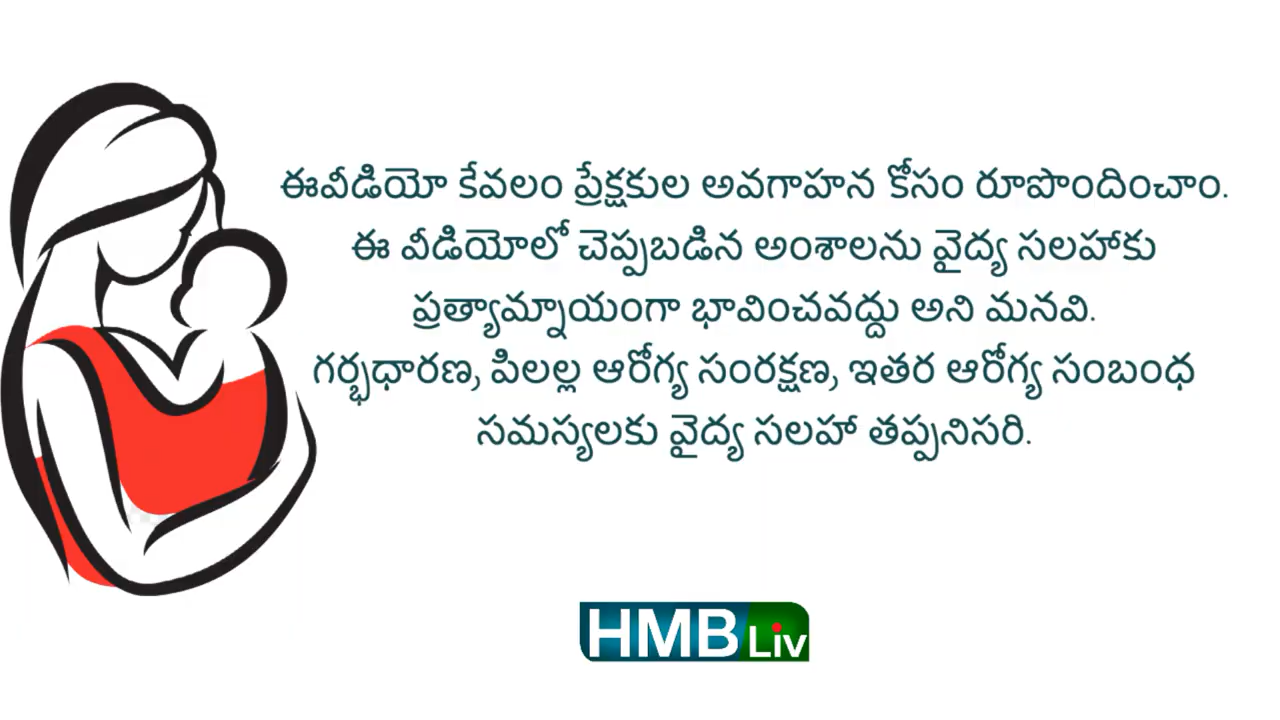 ఈవీడియో కేవలం ప్రేక్షకుల అవగాహన కోసం రూపొందించాం.
ఈ వీడియోలో చెప్పబడిన అంశాలను వైద్య సలహాకు
ప్రత్యామ్నాయంగా భావించవద్దు అని మనవి.
గర్భధారణ, పిలల్ల ఆరోగ్య సంరక్షణ, ఇతర ఆరోగ్య సంబంధ
సమస్యలకు వైద్య సలహా తప్పనిసరి.
HMB Liv